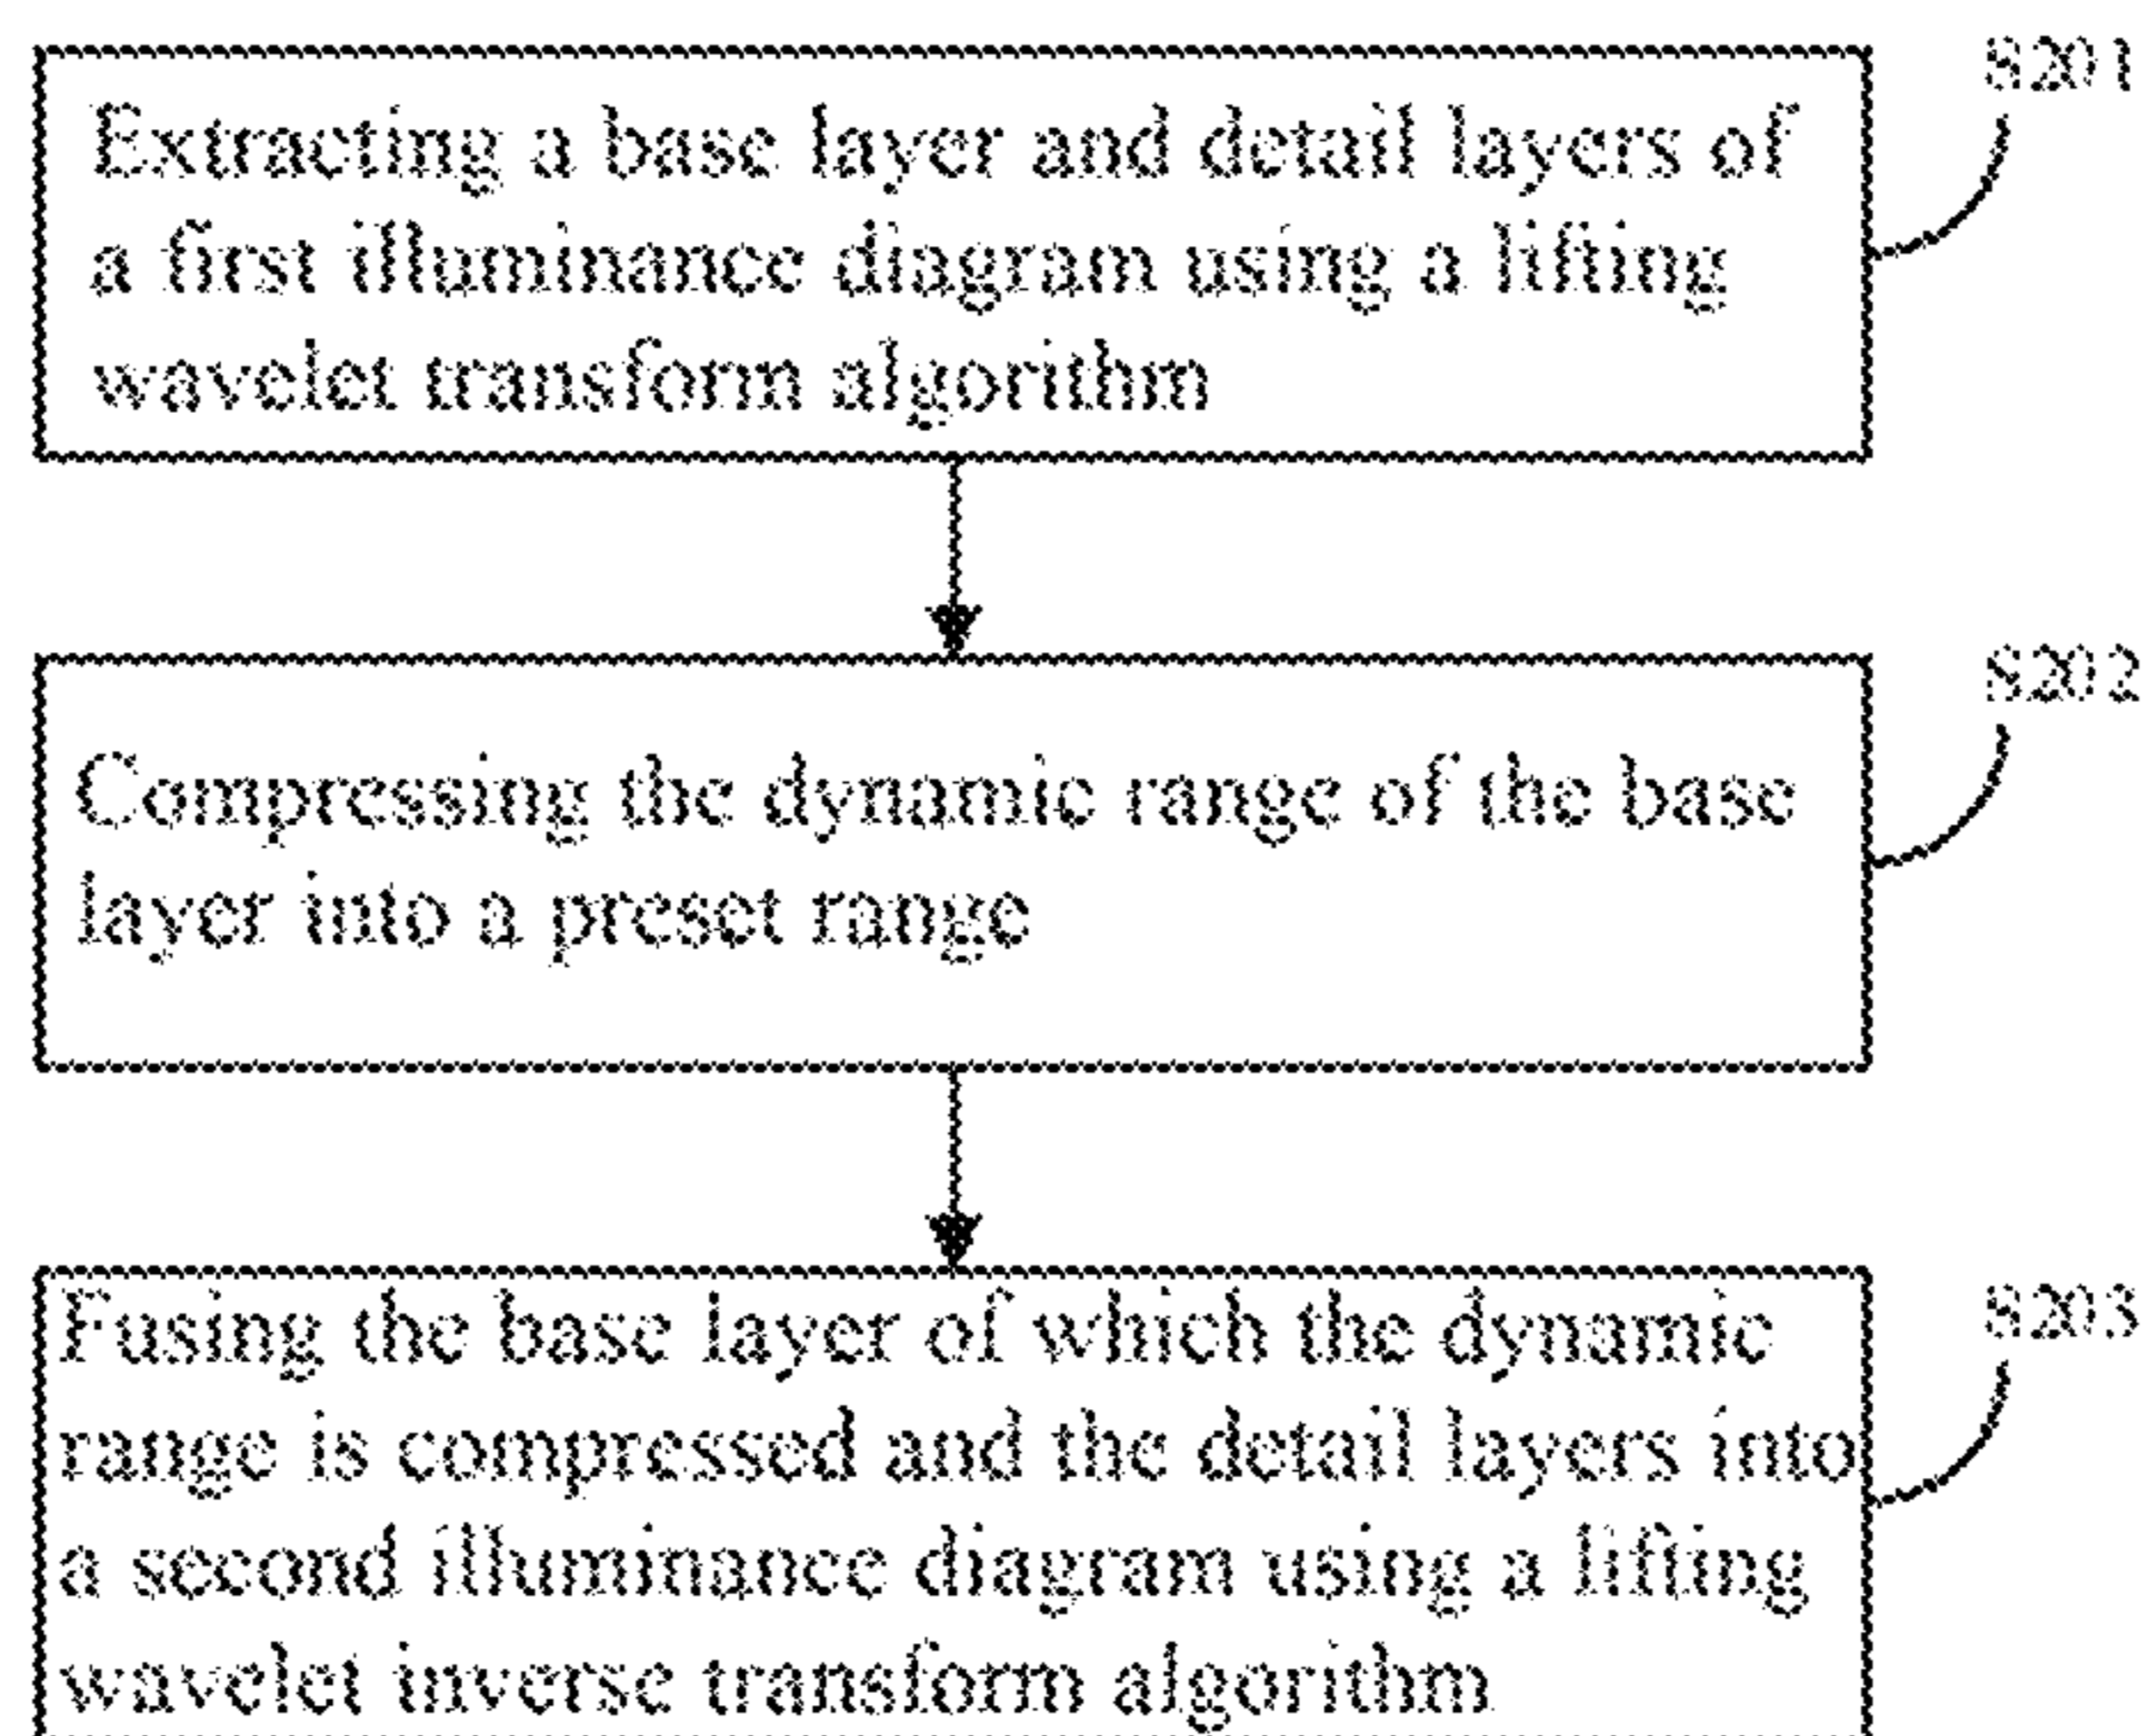 S201
Extracting a base layer and detail layers of
a first illuminance diagram using a lifting
wavelet transform algorithm
S202
Compressing the dynamic range of the base
layer into a preset range
S203
Fusing the base layer of which the dynamic
range is compressed and the detail layers into
a second illuminance diagram using a lifting
wavelet inverse transform algorithm